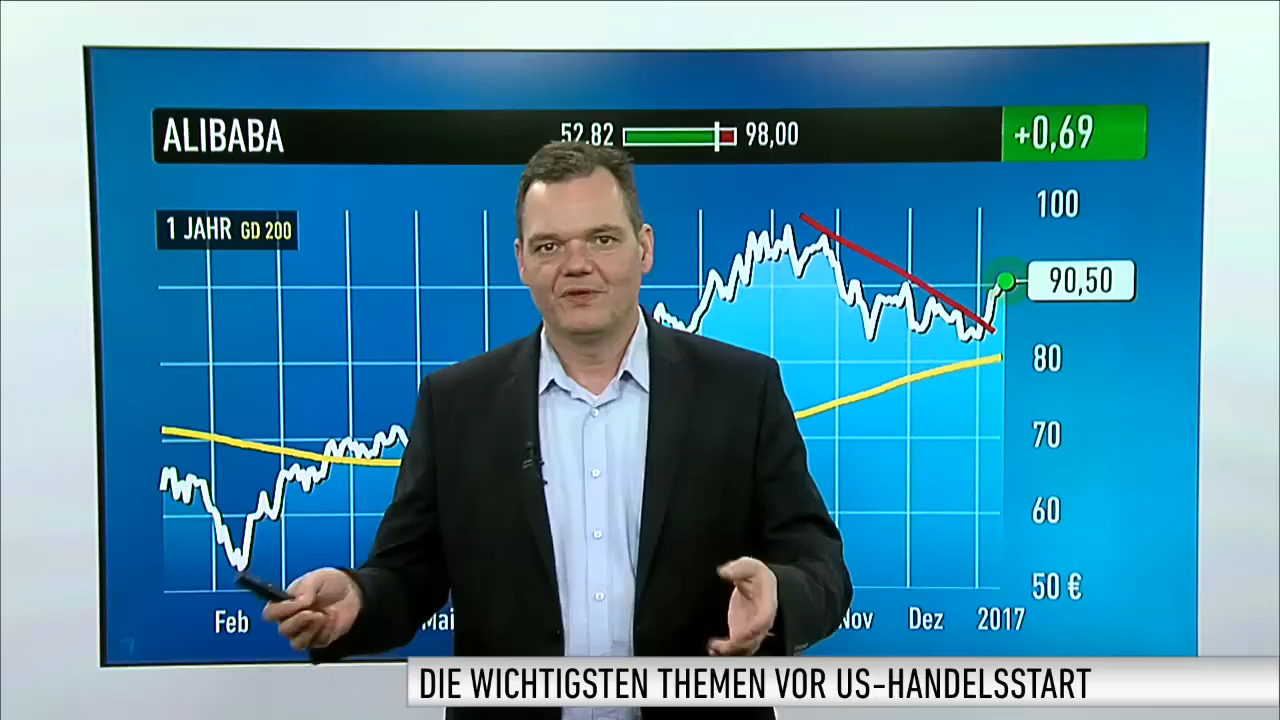 ALIBABA
52.82
98,00
+0,69
1 JAHR GD 200
100
90,50
80
70
60
50 €
Feb
Mai
Nov
Dez
2017
DIE WICHTIGSTEN THEMEN VOR US-HANDELSSTART